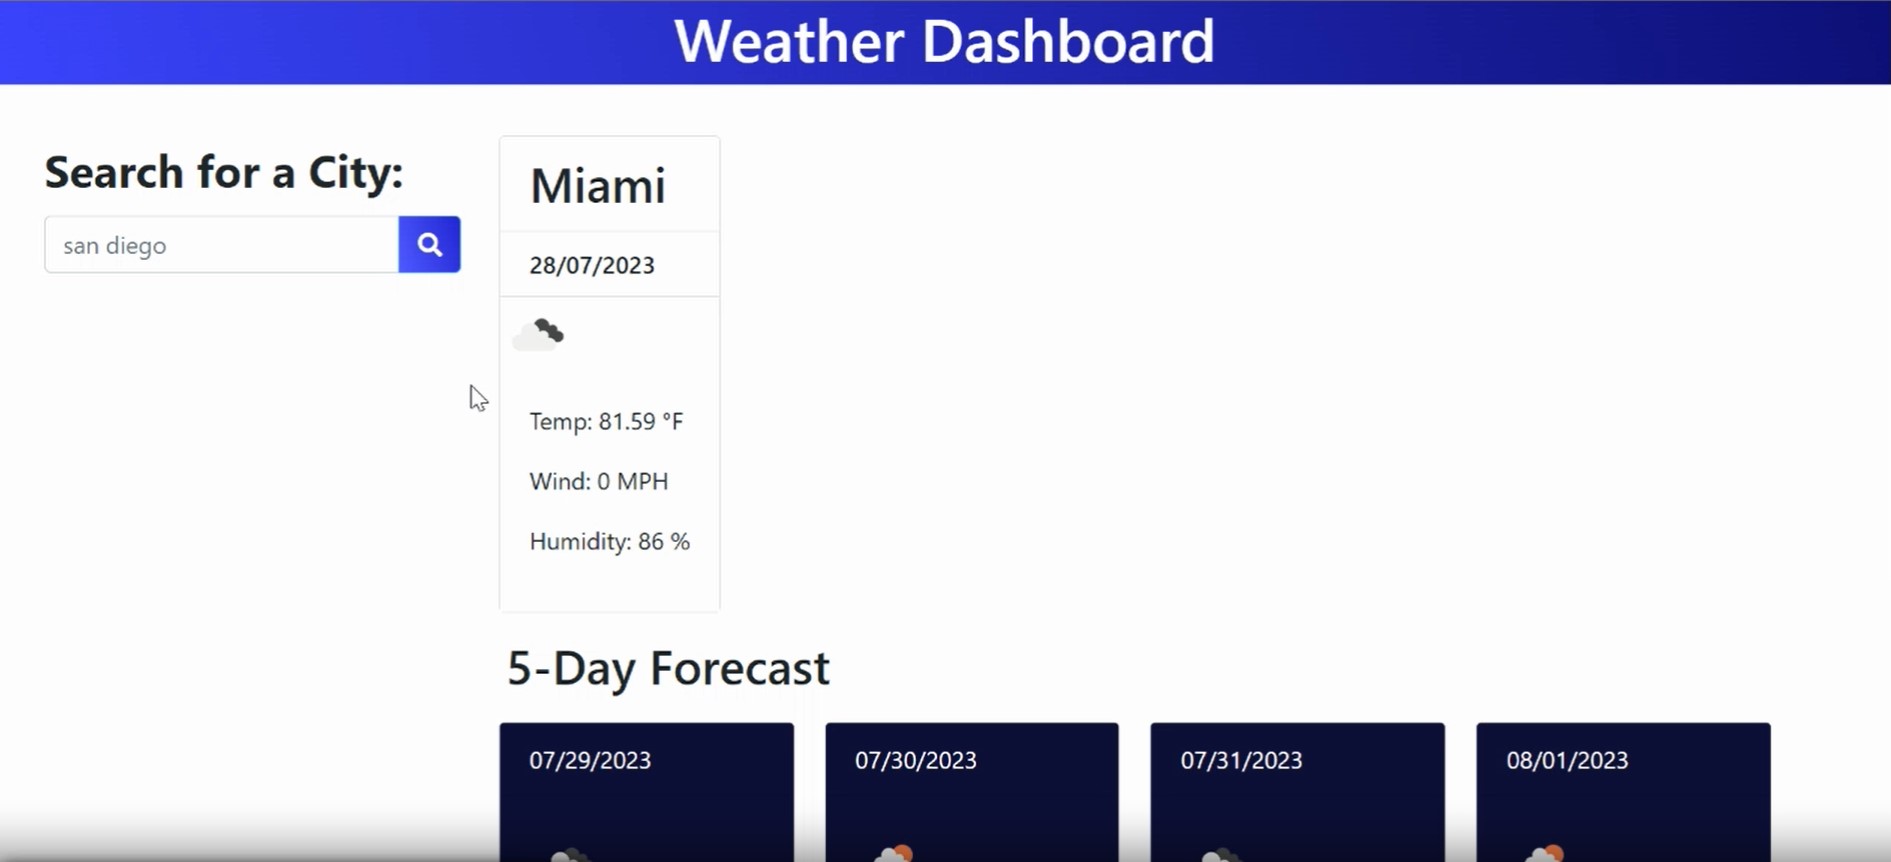 Weather Dashboard
Search for a City:
san diego
Miami
28/07/2023
Temp: 81.59 °F
Wind: 0 MPH
Humidity: 86 %
5-Day Forecast
07/29/2023
07/30/2023
07/31/2023
08/01/2023